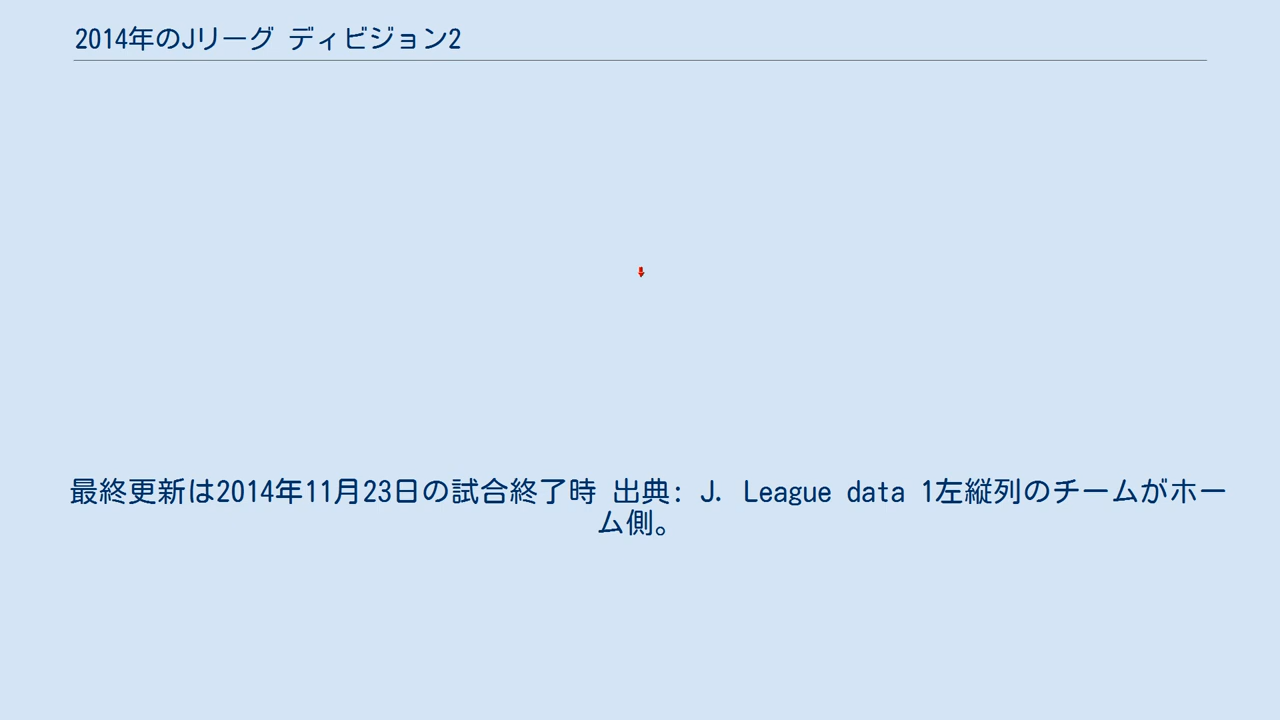 2014年のJリーグ ディビジョン2
最終更新は2014年11月23日の試合終了時 出典: J. League data 1左縦列のチームがホー
ム側。